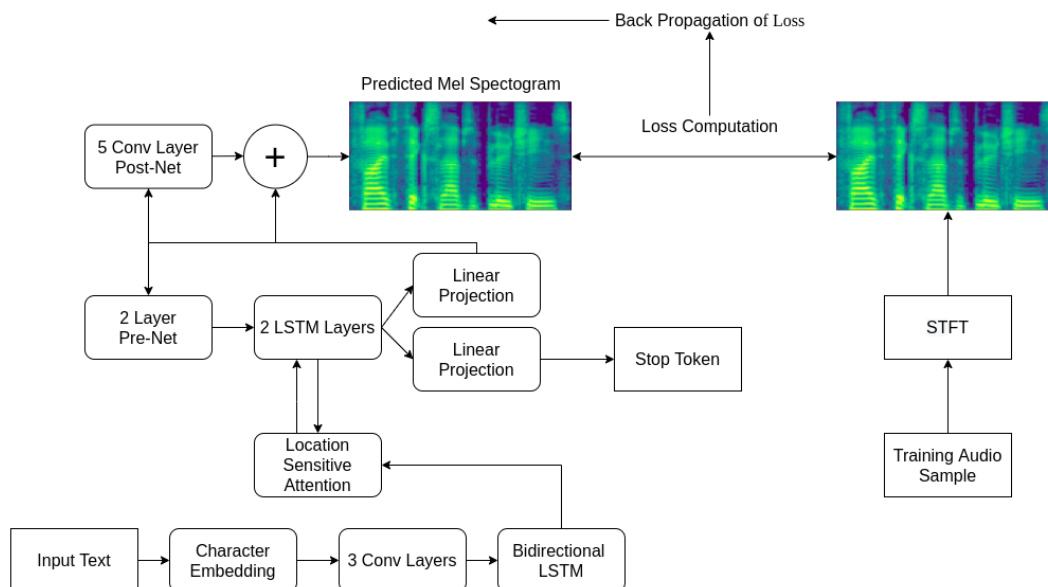 Back Propagation of Loss
Predicted Mel Spectogram
Loss Computation
5 Conv Layer
Post-Net
+
Linear
Projection
2 Layer
Pre-Net
2 LSTM Layers
Linear
Projection
Stop Token
STFT
Location
Sensitive
Attention
Training Audio
Sample
Input Text
Character
Embedding
3 Conv Layers
Bidirectional
LSTM